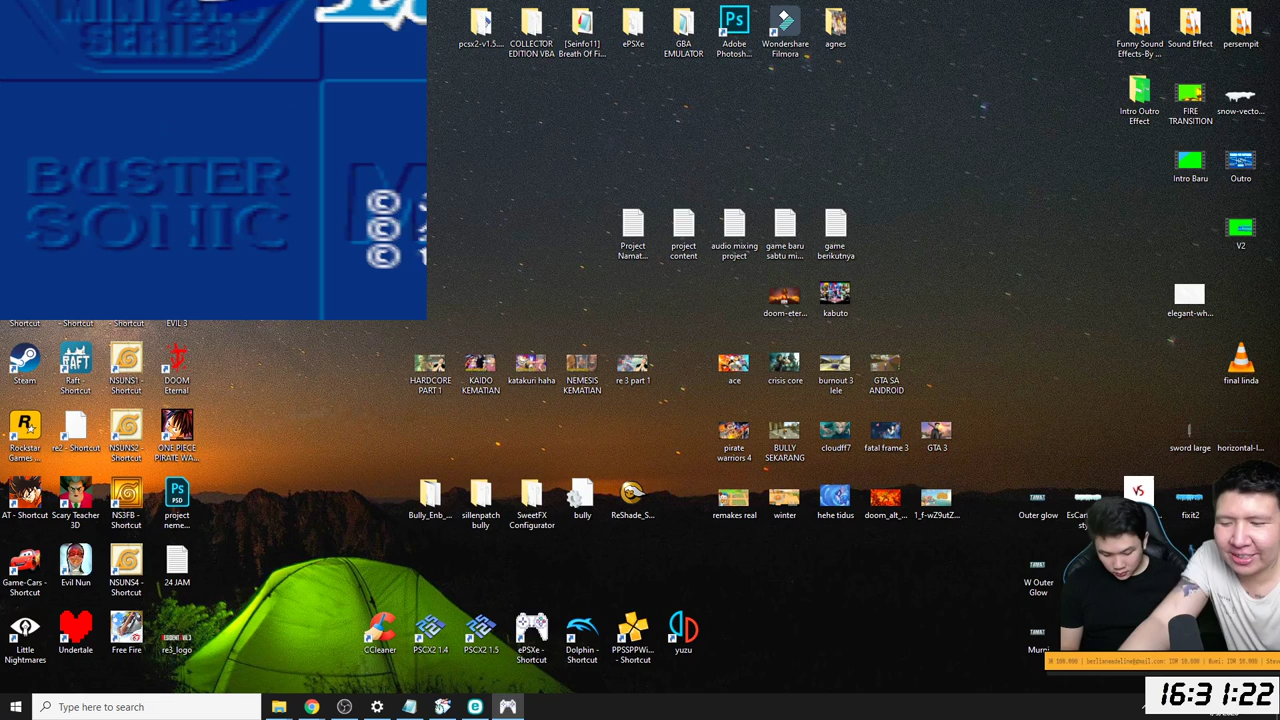 MINI4WD
SERIES
BUSTER
SONIC
©
©
©
pcsx2-v1.5....
COLLECTOR
EDITION VBA
[Seinfo11]
Breath Of Fi...
ePSXe
GBA
EMULATOR
Adobe
Photosh...
Wondershare
Filmora
agnes
Funny Sound
Effects-By ...
Sound Effect
persempit
Intro Outro
Effect
FIRE
TRANSITION
snow-vecto...
Intro Baru
Outro
Project
Namat...
project
content
audio mixing
project
game baru
sabtu mi...
game
berikutnya
V2
doom-eter...
kabuto
elegant-wh...
Shortcut
- Shortcut
- Shortcut
EVIL 3
Steam
Raft -
Shortcut
NSUNS1 -
Shortcut
DOOM
Eternal
HARDCORE
PART 1
KAIDO
KEMATIAN
katakuri haha
NEMESIS
KEMATIAN
re 3 part 1
ace
crisis core
burnout 3
lele
GTA SA
ANDROID
final linda
Rockstar
Games ...
re2 - Shortcut
NSUNS2 -
Shortcut
ONE PIECE
PIRATE WA...
pirate
warriors 4
BULLY
SEKARANG
cloudff7
fatal frame 3
GTA 3
sword large
horizontal-l...
AT - Shortcut
Scary Teacher
3D
NS3FB -
Shortcut
project
neme...
Bully_Enb_...
sillenpatch
bully
SweetFX
Configurator
bully
ReShade_S...
remakes real
winter
hehe tidus
doom_alt_...
1_f-wZ9utZ...
Outer glow
VS
fixit2
Game-Cars -
Shortcut
Evil Nun
NSUNS4 -
Shortcut
24 JAM
W Outer
Glow
Little
Nightmares
Undertale
Free Fire
re3_logo
CCleaner
PSCX2 1.4
PSCX2 1.5
ePSXe -
Shortcut
Dolphin -
Shortcut
PPSSPPWi...
- Shortcut
yuzu
Murni
Type here to search
16:31:22